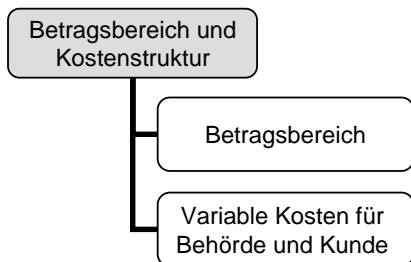 Betragsbereich und
Kostenstruktur
Betragsbereich
Variable Kosten für
Behörde und Kunde